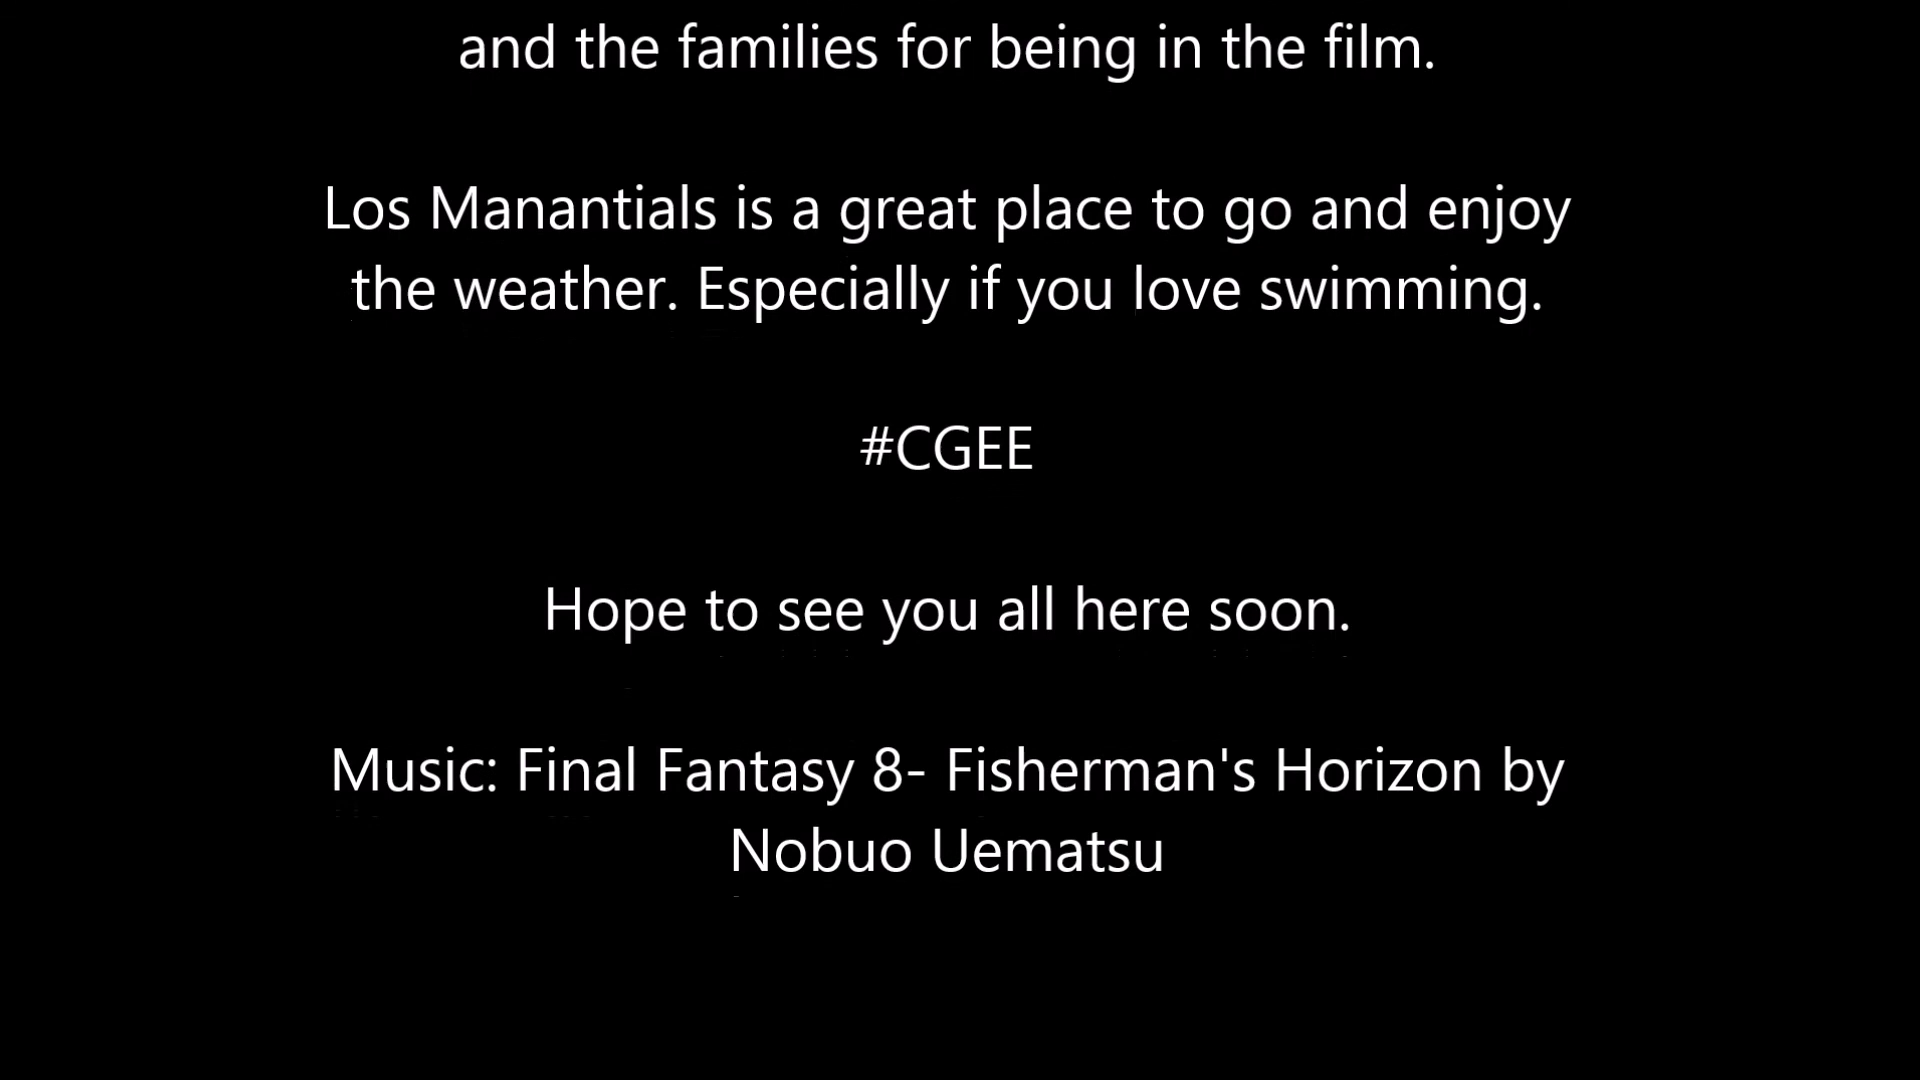 and the families for being in the film.
Los Manantials is a great place to go and enjoy
the weather. Especially if you love swimming.
#CGEE
Hope to see you all here soon.
Music: Final Fantasy 8- Fisherman's Horizon by
Nobuo Uematsu